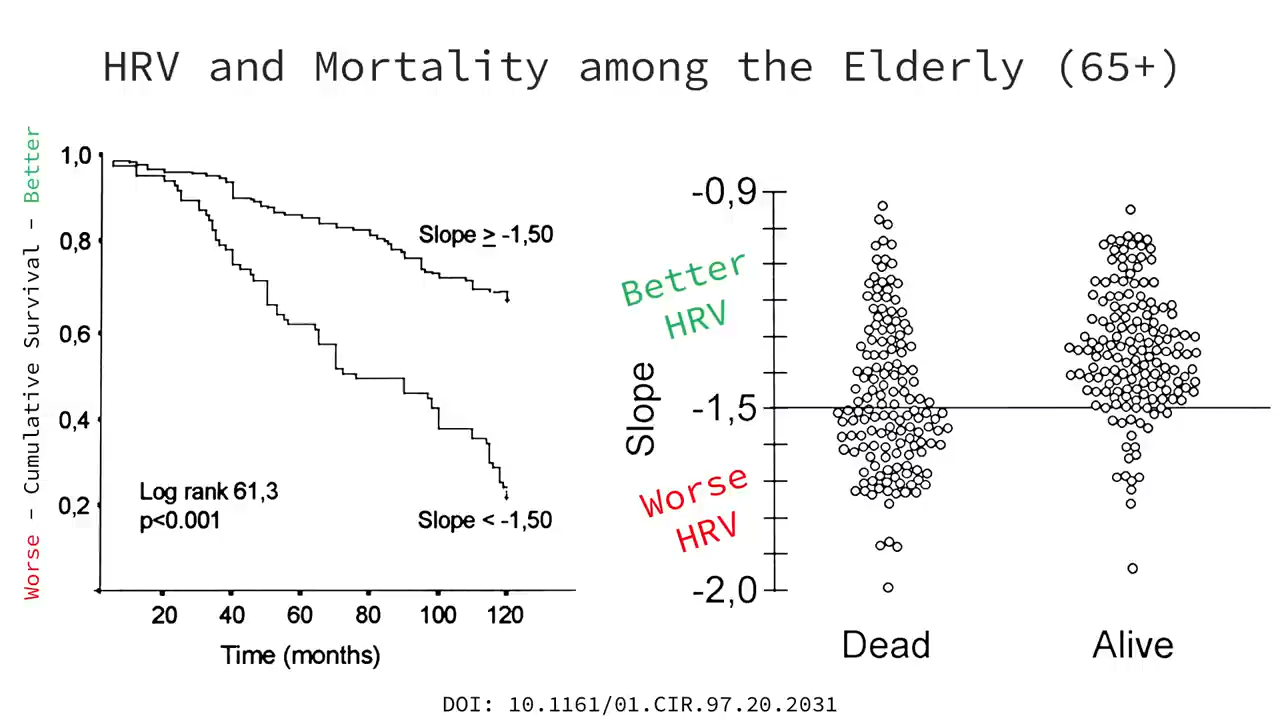 HRV and Mortality among the Elderly (65+)
Worse - Cumulative Survival - Better
1,0
0,8
0,6
0,4
0,2
Slope ≥ -1,50
Log rank 61,3
p<0.001
Slope < -1,50
20 40 60 80 100 120
Time (months)
-0,9
Better
HRV
Slope
-1,5
Worse
HRV
-2,0
Dead Alive
DOI: 10.1161/01.CIR.97.20.2031